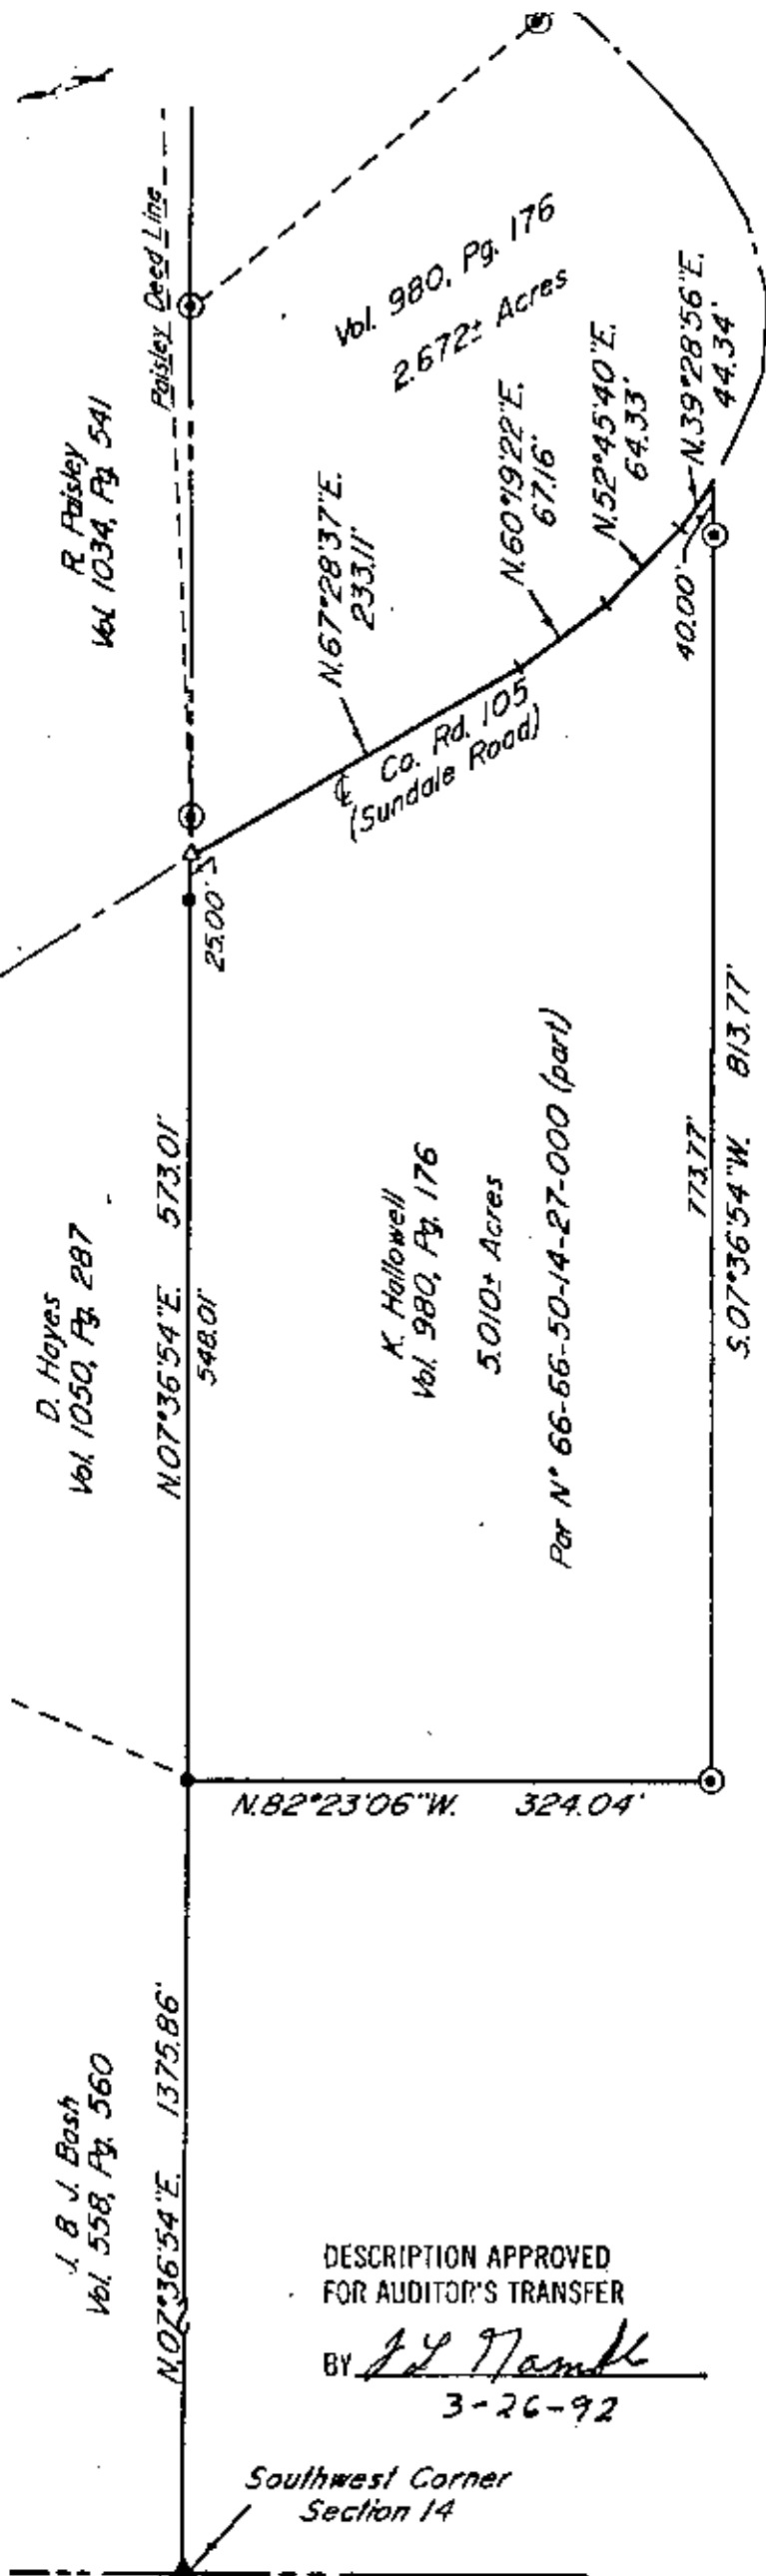 Paisley Deed Line
R. Paisley
Vol. 1034, Pg. 541
Vol. 980, Pg. 176
2.672± Acres
N.67°28'37"E.
233.11'
N.60°19'22"E.
67.16'
N.52°45'40"E.
64.33'
N.39°28'56"E.
44.34'
40.00'
℄ Co. Rd. 105
(Sundale Road)
25.00'
D. Hayes
Vol. 1050, Pg. 287
N.07°36'54"E. 573.01'
548.01'
K. Hallowell
Vol. 980, Pg. 176
5.010± Acres
Par N° 66-66-50-14-27-000 (part)
773.77'
S.07°36'54"W. 813.77'
N.82°23'06"W. 324.04'
J. & J. Bash
Vol. 558, Pg. 560
N.07°36'54"E. 1375.86'
DESCRIPTION APPROVED
FOR AUDITOR'S TRANSFER
BY
3-26-92
Southwest Corner
Section 14